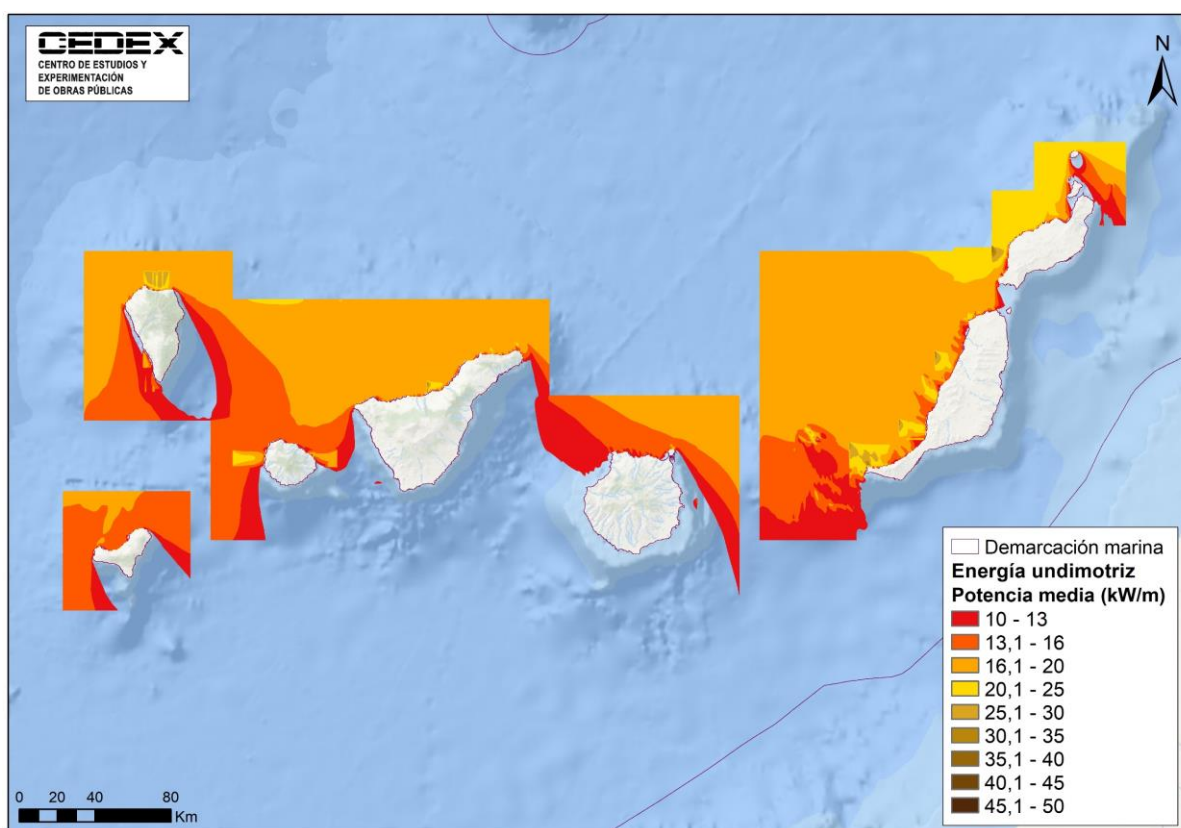 CEDEX
CENTRO DE ESTUDIOS Y
EXPERIMENTACIÓN
DE OBRAS PÚBLICAS
N
Demarcación marina
Energía undimotriz
Potencia media (kW/m)
10 - 13
13,1 - 16
16,1 - 20
20,1 - 25
25,1 - 30
30,1 - 35
35,1 - 40
40,1 - 45
45,1 - 50
0 20 40 80
Km